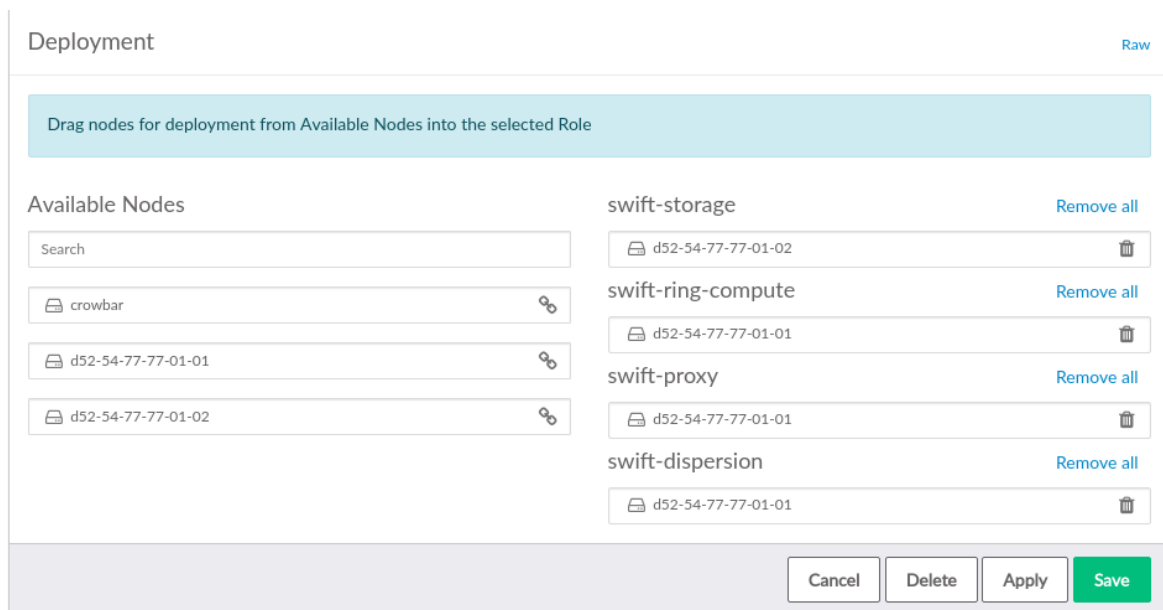 Deployment
Raw
Drag nodes for deployment from Available Nodes into the selected Role
Available Nodes
Search
crowbar
d52-54-77-77-01-01
d52-54-77-77-01-02
swift-storage Remove all
d52-54-77-77-01-02
swift-ring-compute Remove all
d52-54-77-77-01-01
swift-proxy Remove all
d52-54-77-77-01-01
swift-dispersion Remove all
d52-54-77-77-01-01
Cancel Delete Apply Save